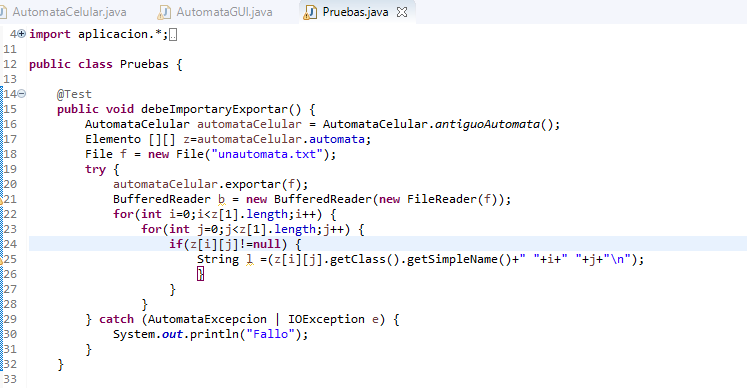 AutomataCelular.java AutomataGUI.java Pruebas.java
4 import aplicacion.*;
11
12 public class Pruebas {
13
14 @Test
15 public void debeImportaryExportar() {
16 AutomataCelular automataCelular = AutomataCelular.antiguoAutomata();
17 Elemento [][] z=automataCelular.automata;
18 File f = new File("unautomata.txt");
19 try {
20 automataCelular.exportar(f);
21 BufferedReader b = new BufferedReader(new FileReader(f));
22 for(int i=0;i<z[1].length;i++) {
23 for(int j=0;j<z[1].length;j++) {
24 if(z[i][j]!=null) {
25 String l =(z[i][j].getClass().getSimpleName()+" "+i+" "+j+"\n");
26 }
27 }
28 }
29 } catch (AutomataExcepcion | IOException e) {
30 System.out.println("Fallo");
31 }
32 }
33